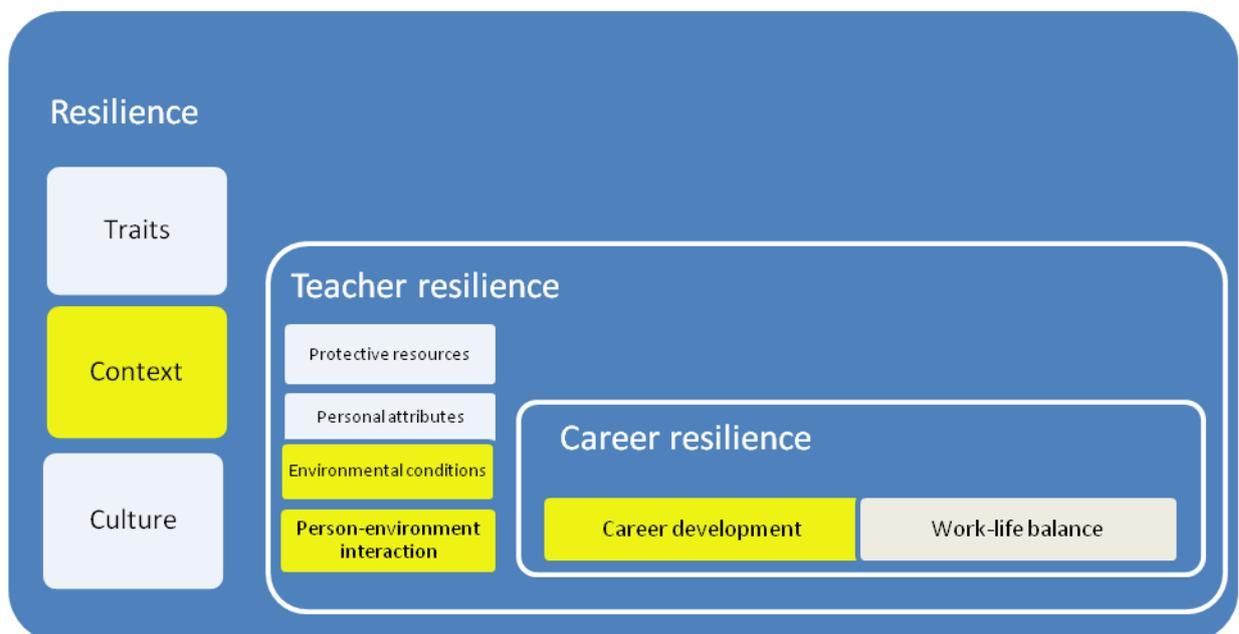 Resilience
Traits
Context
Culture
Teacher resilience
Protective resources
Personal attributes
Environmental conditions
Person-environment
interaction
Career resilience
Career development
Work-life balance